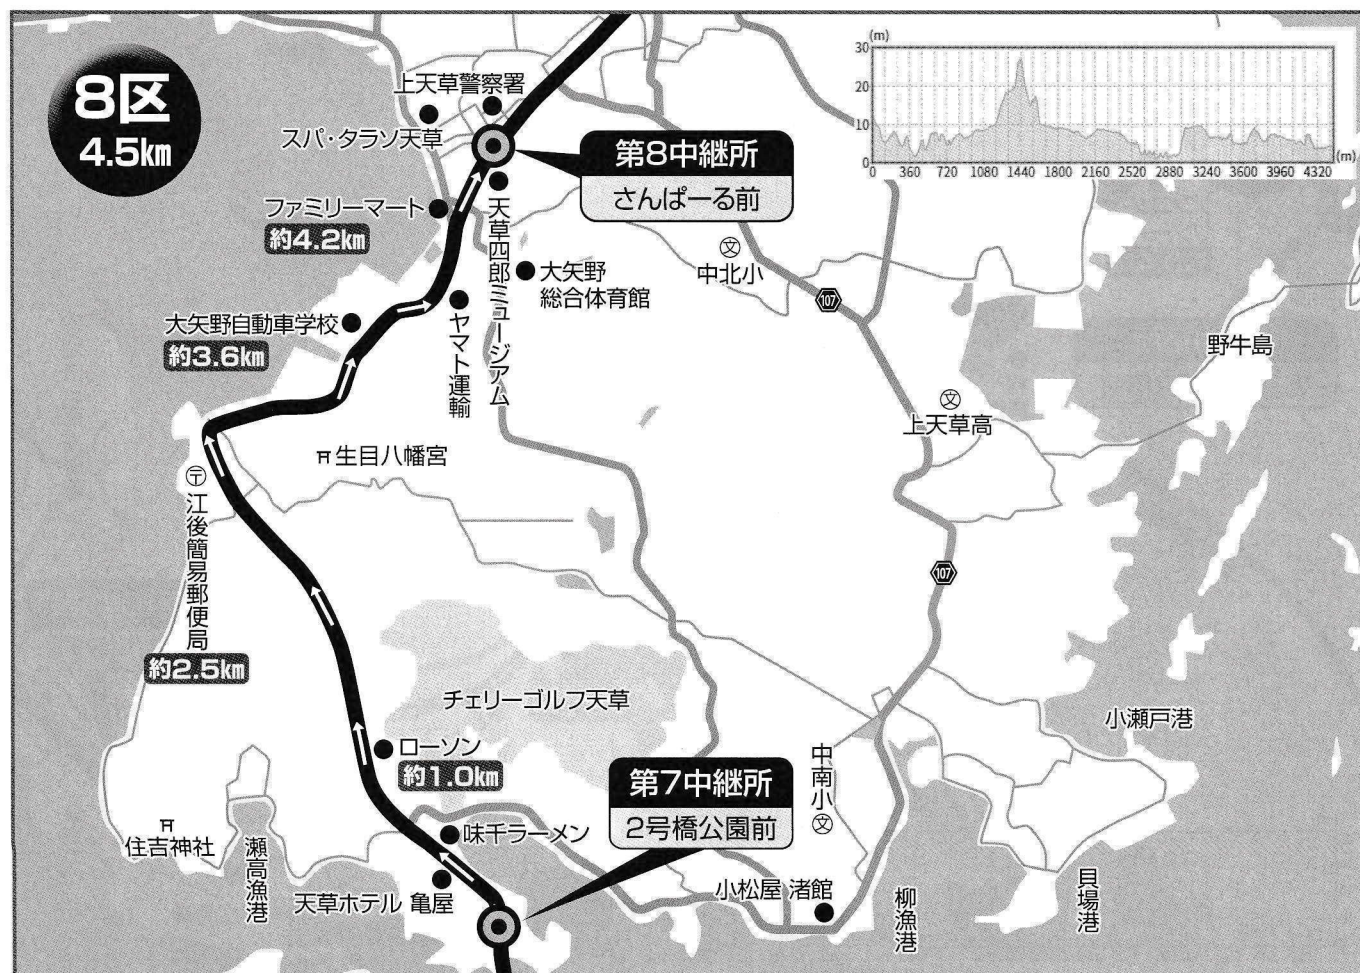 8区
4.5km
上天草警察署
スパ・タラソ天草
第8中継所
さんぱーる前
ファミリーマート
約4.2km
天草四郎ミュージアム
大矢野
総合体育館
ヤマト運輸
大矢野自動車学校
約3.6km
文
中北小
107
野牛島
文
上天草高
生目八幡宮
〒
江後簡易郵便局
約2.5km
107
チェリーゴルフ天草
ローソン
約1.0km
第7中継所
2号橋公園前
中南小
文
小瀬戸港
味千ラーメン
住吉神社
瀬高漁港
天草ホテル 亀屋
小松屋 渚館
柳漁港
貝場港
(m)
30
20
10
0
0 360 720 1080 1440 1800 2160 2520 2880 3240 3600 3960 4320
(m)